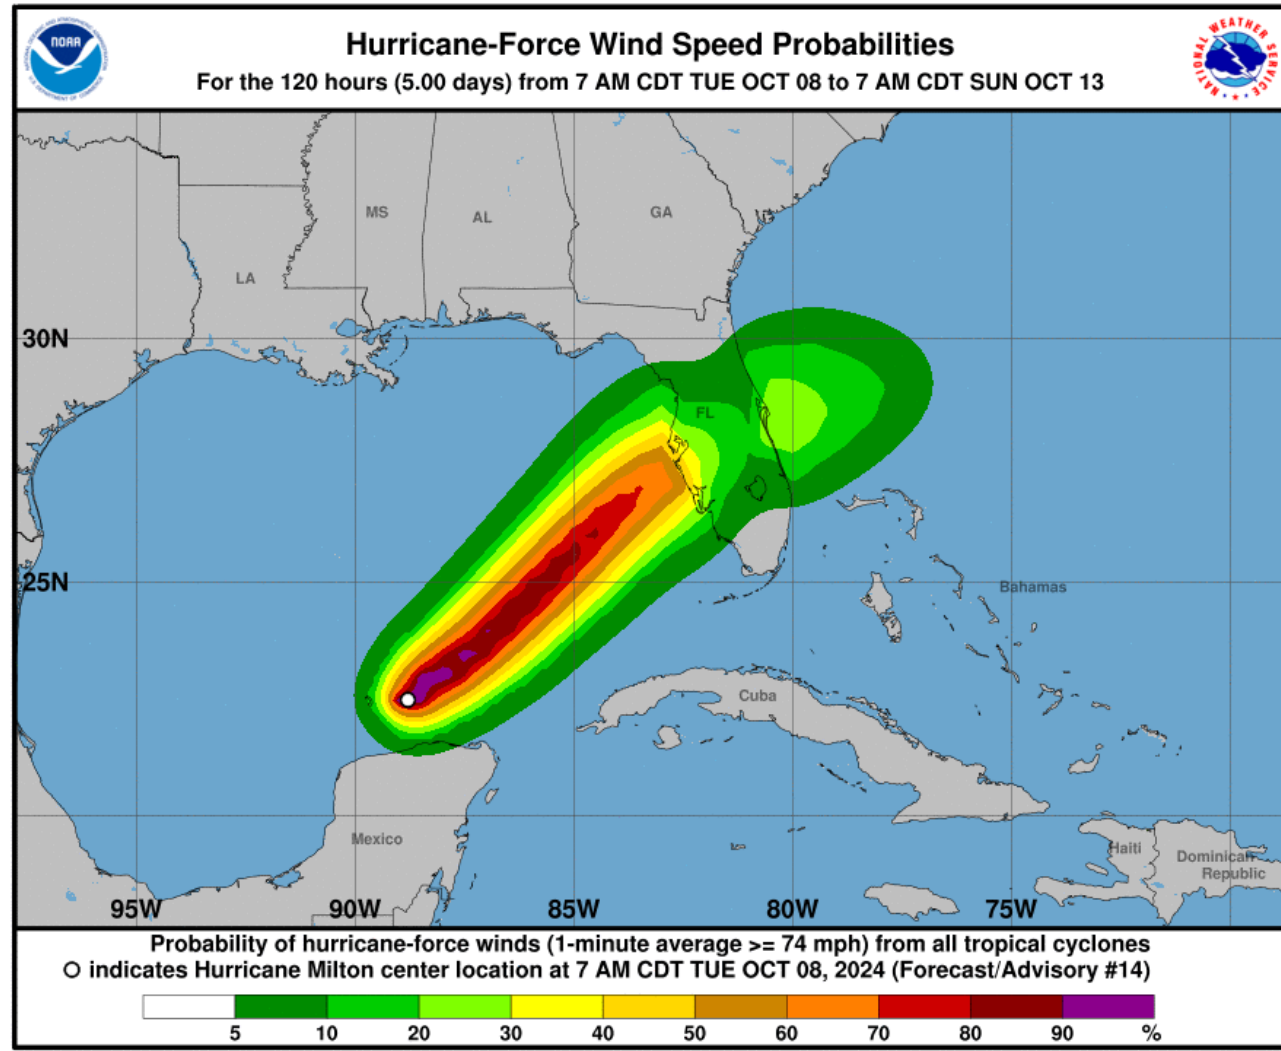 Hurricane-Force Wind Speed Probabilities
For the 120 hours (5.00 days) from 7 AM CDT TUE OCT 08 to 7 AM CDT SUN OCT 13
NOAA
NATIONAL WEATHER SERVICE
MS
AL
GA
LA
30N
FL
25N
Bahamas
Cuba
Mexico
Haiti
Dominican
Republic
95W 90W 85W 80W 75W
Probability of hurricane-force winds (1-minute average >= 74 mph) from all tropical cyclones
O indicates Hurricane Milton center location at 7 AM CDT TUE OCT 08, 2024 (Forecast/Advisory #14)
5 10 20 30 40 50 60 70 80 90 %